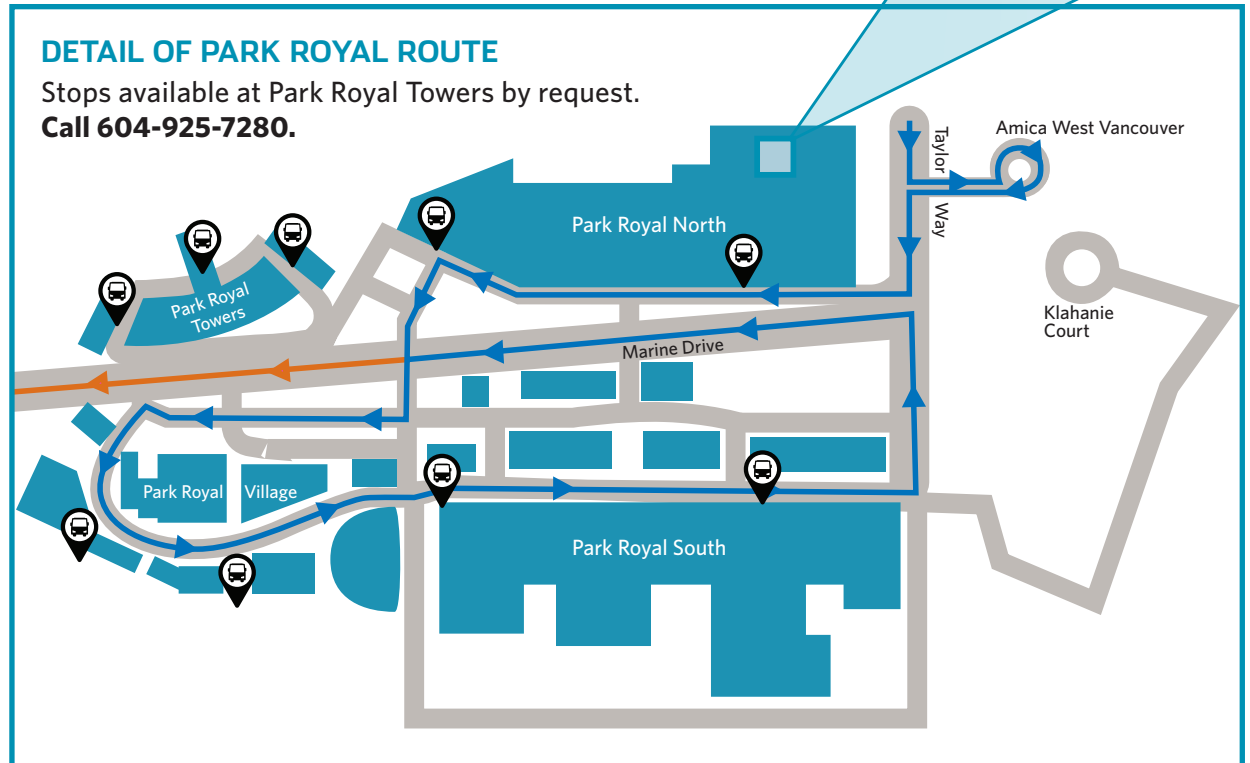 DETAIL OF PARK ROYAL ROUTE
Stops available at Park Royal Towers by request.
Call 604-925-7280.
Taylor Way
Amica West Vancouver
Park Royal North
Park Royal
Towers
Klahanie
Court
Marine Drive
Park Royal Village
Park Royal South